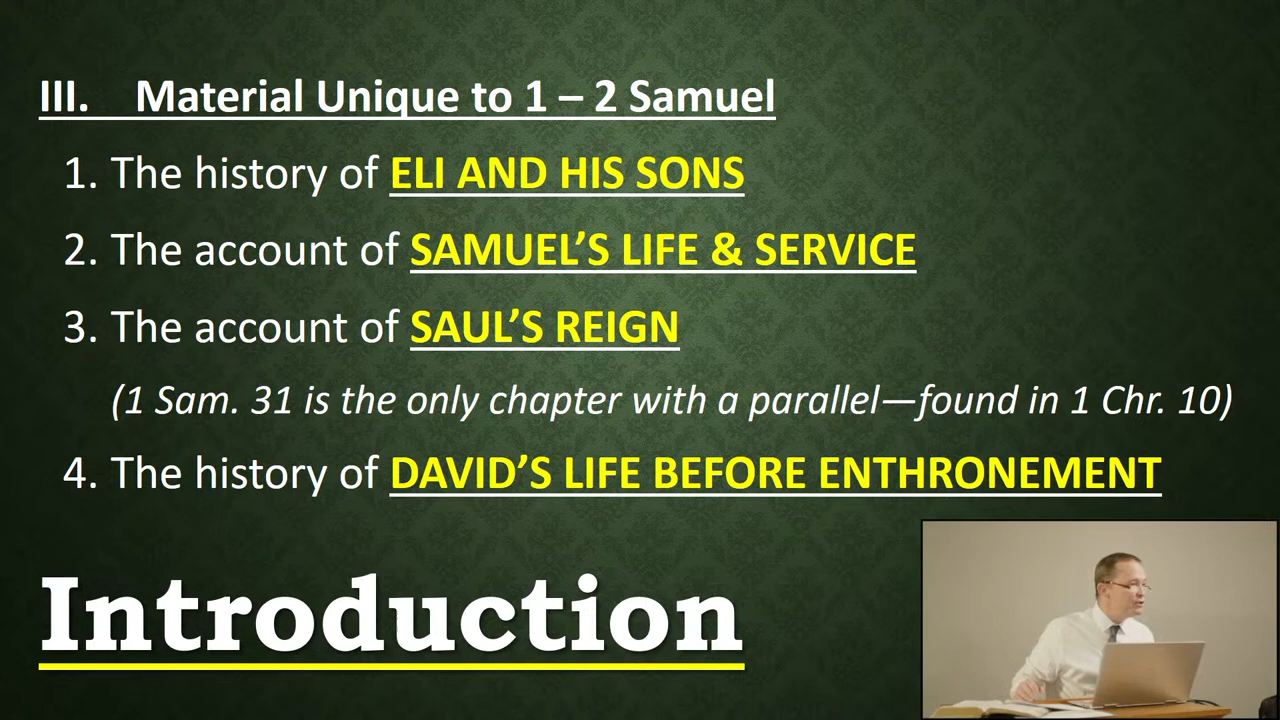 III. Material Unique to 1 – 2 Samuel
1. The history of ELI AND HIS SONS
2. The account of SAMUEL’S LIFE & SERVICE
3. The account of SAUL’S REIGN
(1 Sam. 31 is the only chapter with a parallel—found in 1 Chr. 10)
4. The history of DAVID’S LIFE BEFORE ENTHRONEMENT
Introduction